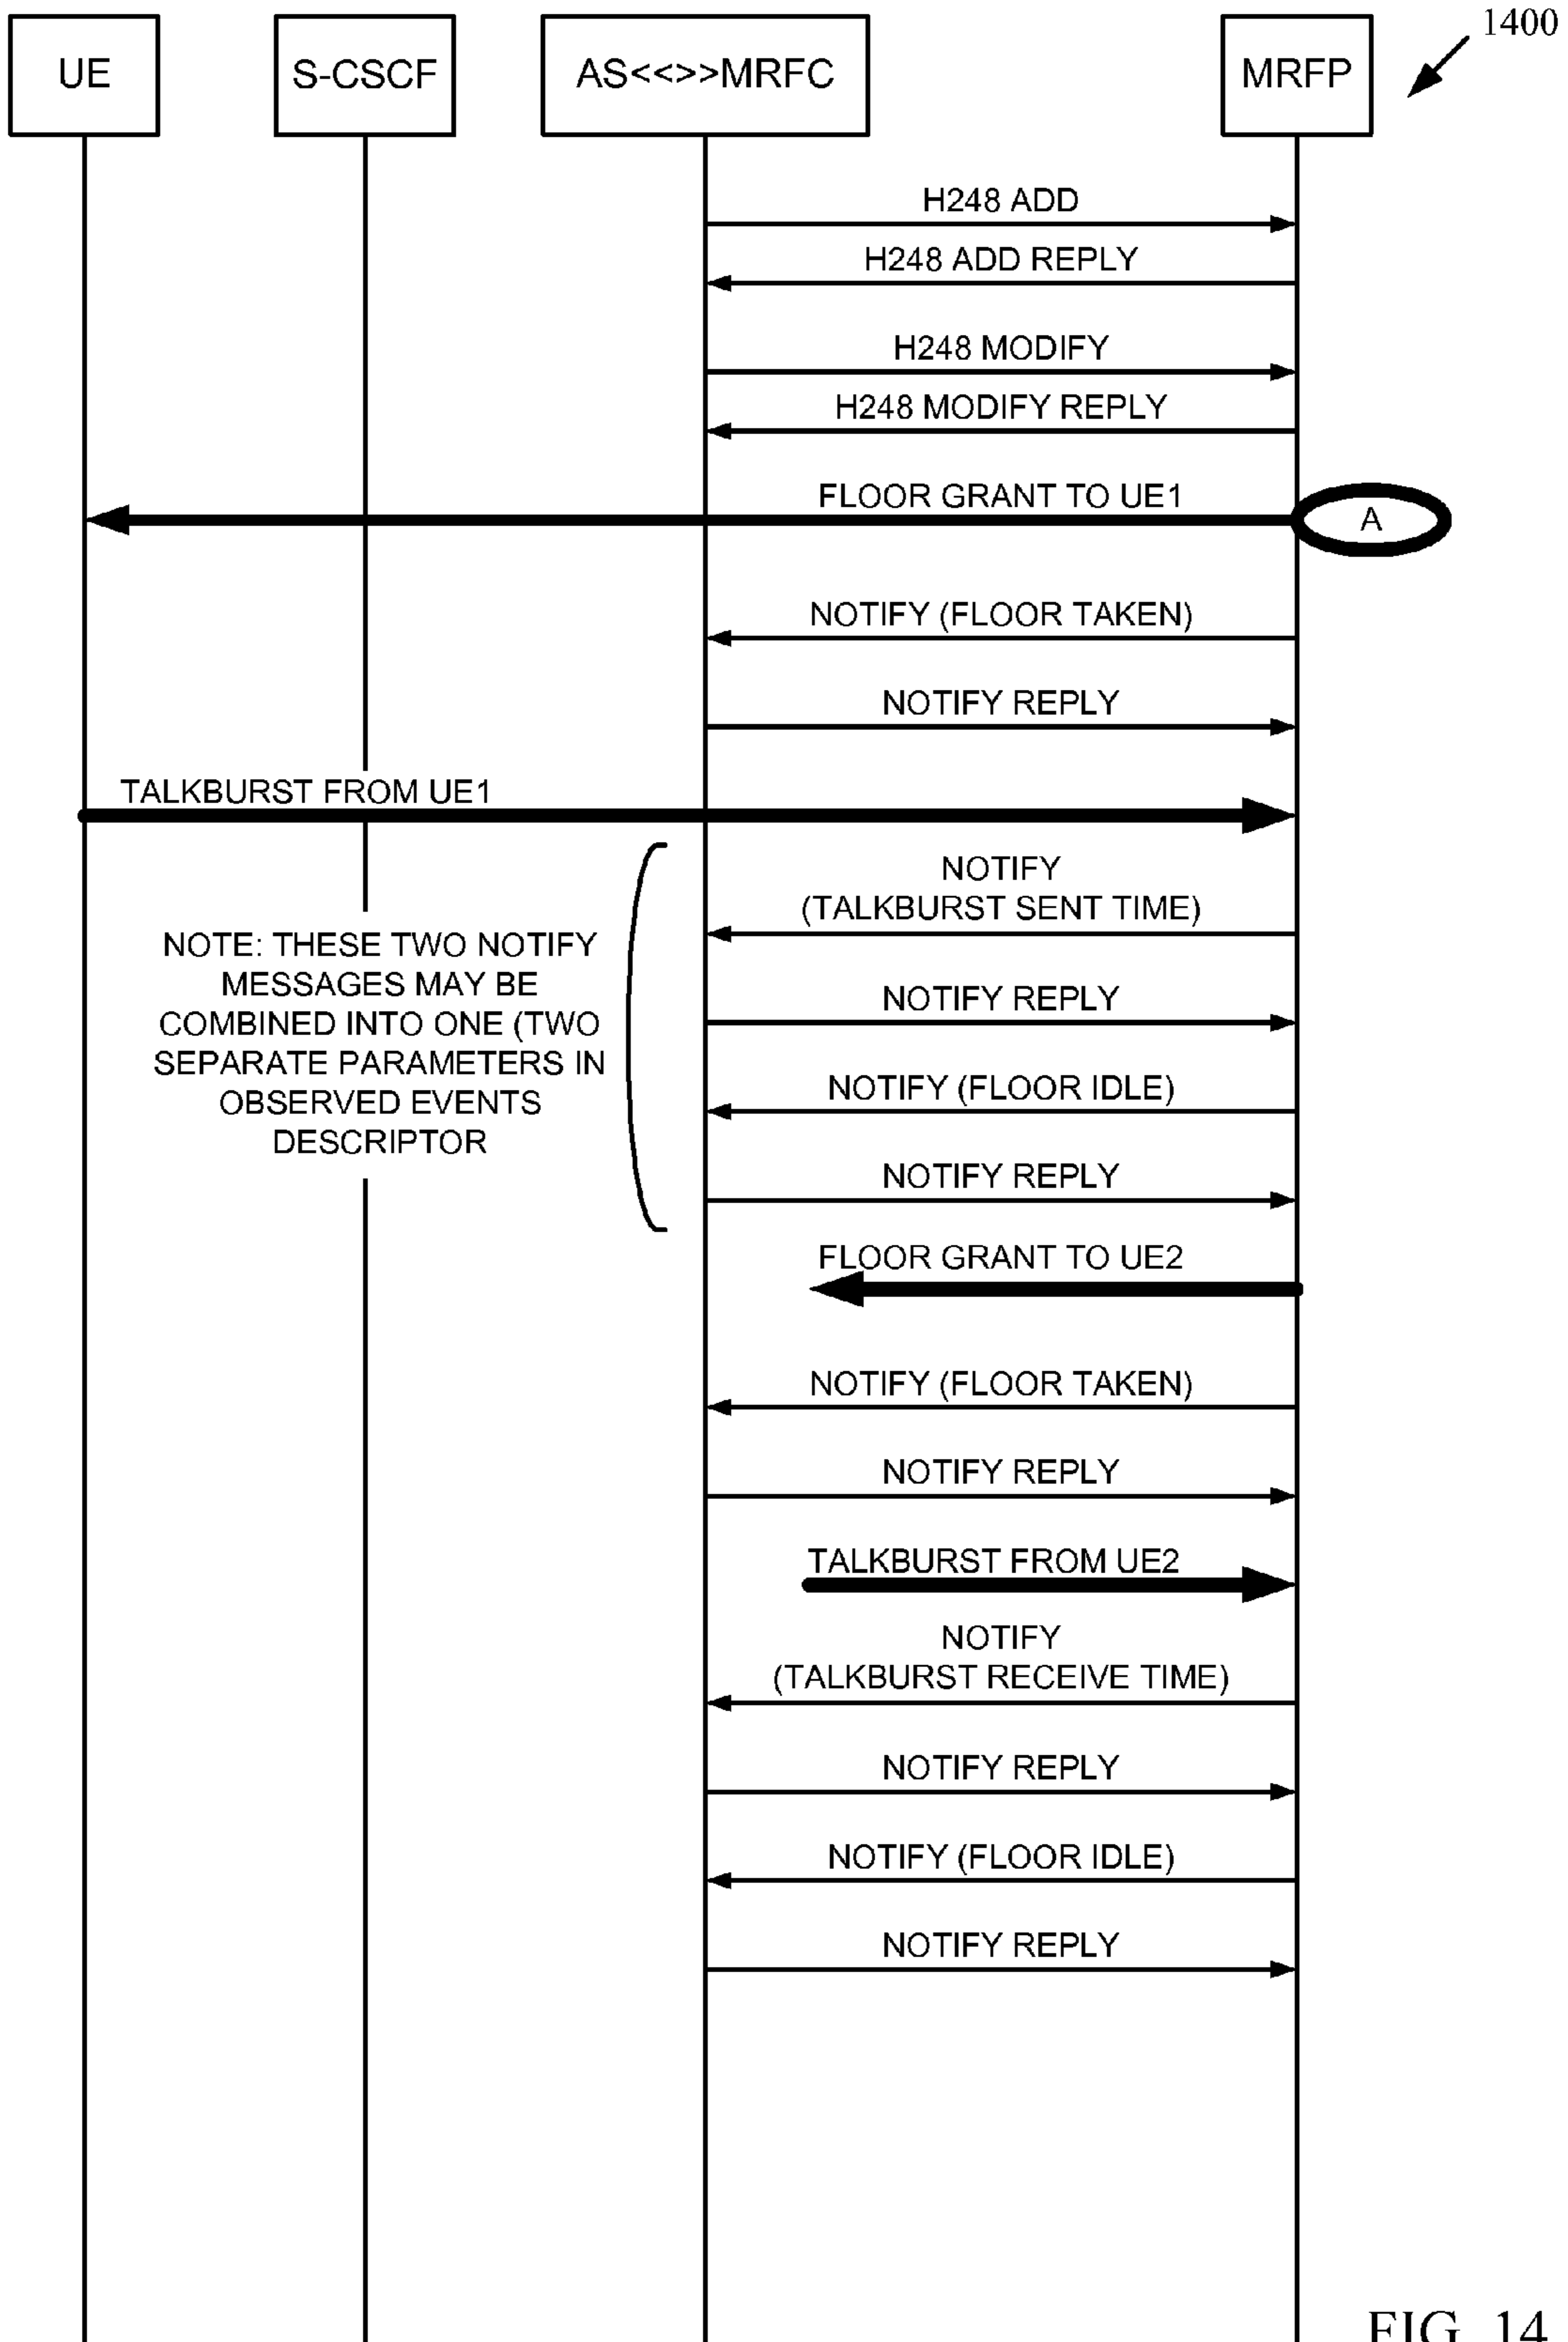 1400
UE
S-CSCF
AS<<>>MRFC
MRFP
H248 ADD
H248 ADD REPLY
H248 MODIFY
H248 MODIFY REPLY
FLOOR GRANT TO UE1
A
NOTIFY (FLOOR TAKEN)
NOTIFY REPLY
TALKBURST FROM UE1
NOTIFY
(TALKBURST SENT TIME)
NOTE: THESE TWO NOTIFY
MESSAGES MAY BE
COMBINED INTO ONE (TWO
SEPARATE PARAMETERS IN
OBSERVED EVENTS
DESCRIPTOR
NOTIFY REPLY
NOTIFY (FLOOR IDLE)
NOTIFY REPLY
FLOOR GRANT TO UE2
NOTIFY (FLOOR TAKEN)
NOTIFY REPLY
TALKBURST FROM UE2
NOTIFY
(TALKBURST RECEIVE TIME)
NOTIFY REPLY
NOTIFY (FLOOR IDLE)
NOTIFY REPLY
FIG. 14